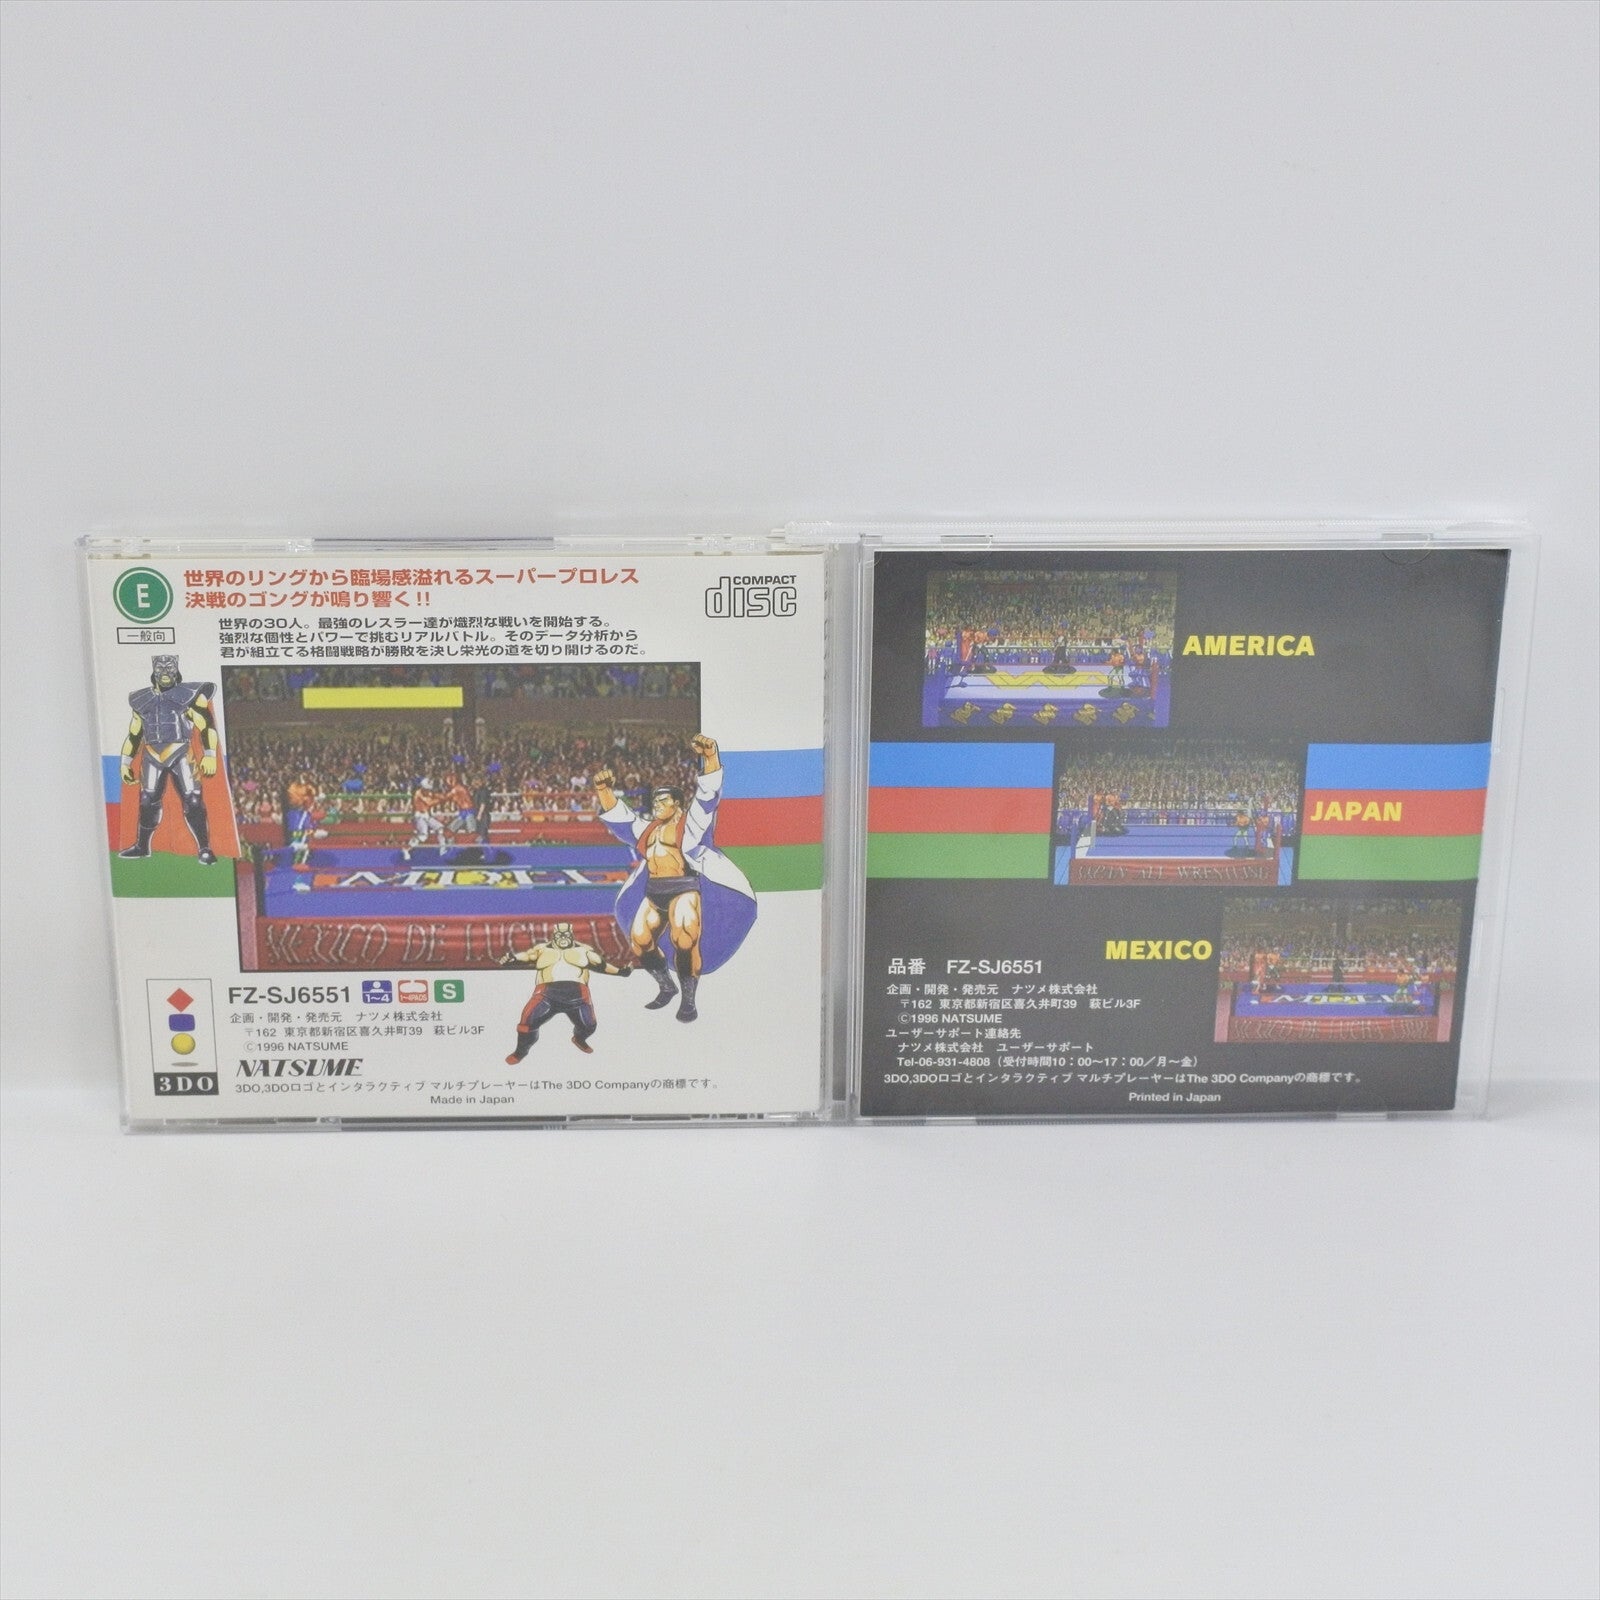 E
一般向
世界のリングから臨場感溢れるスーパープロレス
決戦のゴングが鳴り響く!!
世界の30人。最強のレスラー達が熾烈な戦いを開始する。
強烈な個性とパワーで挑むリアルバトル。そのデータ分析から
君が組立てる格闘戦略が勝敗を決し栄光の道を切り開けるのだ。
COMPACT
disc
MEXICO DE LUCHA
FZ-SJ6551
1~4
1~4PADS
S
企画・開発・発売元 ナツメ株式会社
〒162 東京都新宿区喜久井町39 萩ビル3F
©1996 NATSUME
NATSUME
3DO
3DO,3DOロゴとインタラクティブ マルチプレーヤーはThe 3DO Companyの商標です。
Made in Japan
AMERICA
JAPAN
ALL WRESTLING
MEXICO
MEXICO DE LUCHA LIBRE
品番 FZ-SJ6551
企画・開発・発売元 ナツメ株式会社
〒162 東京都新宿区喜久井町39 萩ビル3F
©1996 NATSUME
ユーザーサポート連絡先
ナツメ株式会社 ユーザーサポート
Tel-06-931-4808（受付時間10：00～17：00／月～金）
3DO,3DOロゴとインタラクティブ マルチプレーヤーはThe 3DO Companyの商標です。
Printed in Japan